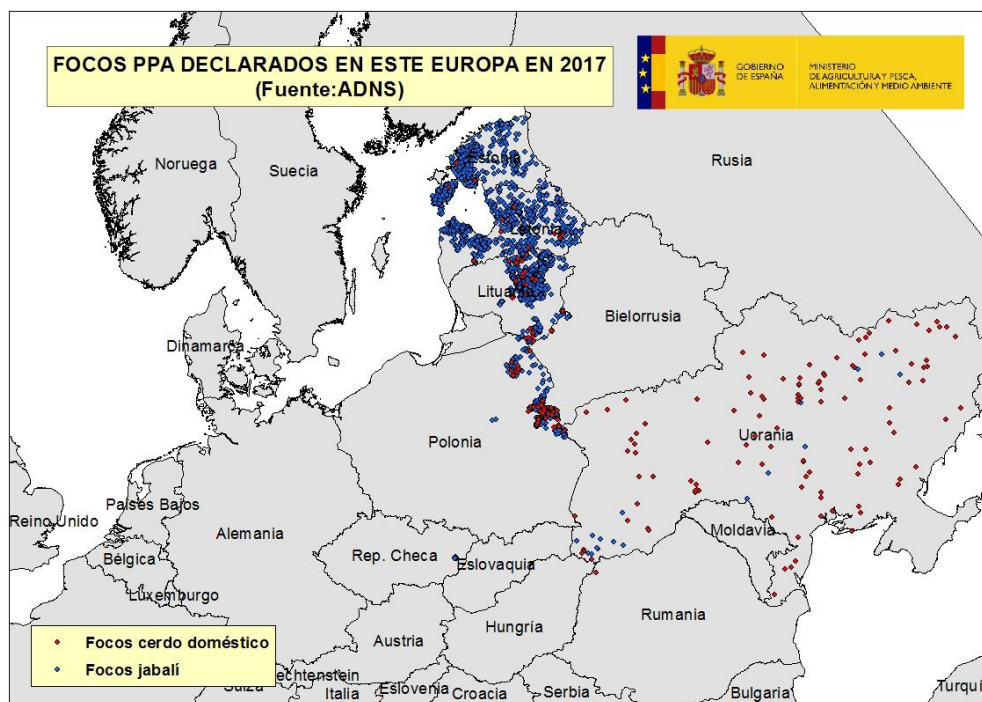 FOCOS PPA DECLARADOS EN ESTE EUROPA EN 2017
(Fuente:ADNS)
GOBIERNO
DE ESPAÑA
MINISTERIO
DE AGRICULTURA Y PESCA,
ALIMENTACIÓN Y MEDIO AMBIENTE
Noruega
Suecia
Estonia
Rusia
Letonia
Lituania
Bielorrusia
Dinamarca
Polonia
Ucrania
Países Bajos
Reino Unido
Alemania
Bélgica
Rep. Checa
Eslovaquia
Moldavia
Luxemburgo
Austria
Hungría
Rumania
Focos cerdo doméstico
Focos jabalí
echtenstein
Suiza
Italia
Eslovenia
Croacia
Serbia
Bulgaria
Turquí